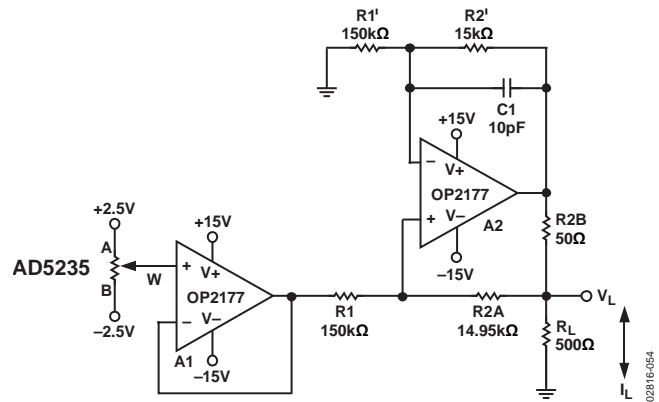 R1'
150kΩ
R2'
15kΩ
C1
10pF
+15V
−
V+
OP2177
+
V−
A2
−15V
R2B
50Ω
+2.5V
A
AD5235
B
−2.5V
W
+15V
+
V+
OP2177
−
V−
A1
−15V
R1
150kΩ
R2A
14.95kΩ
VL
RL
500Ω
IL
02816-054